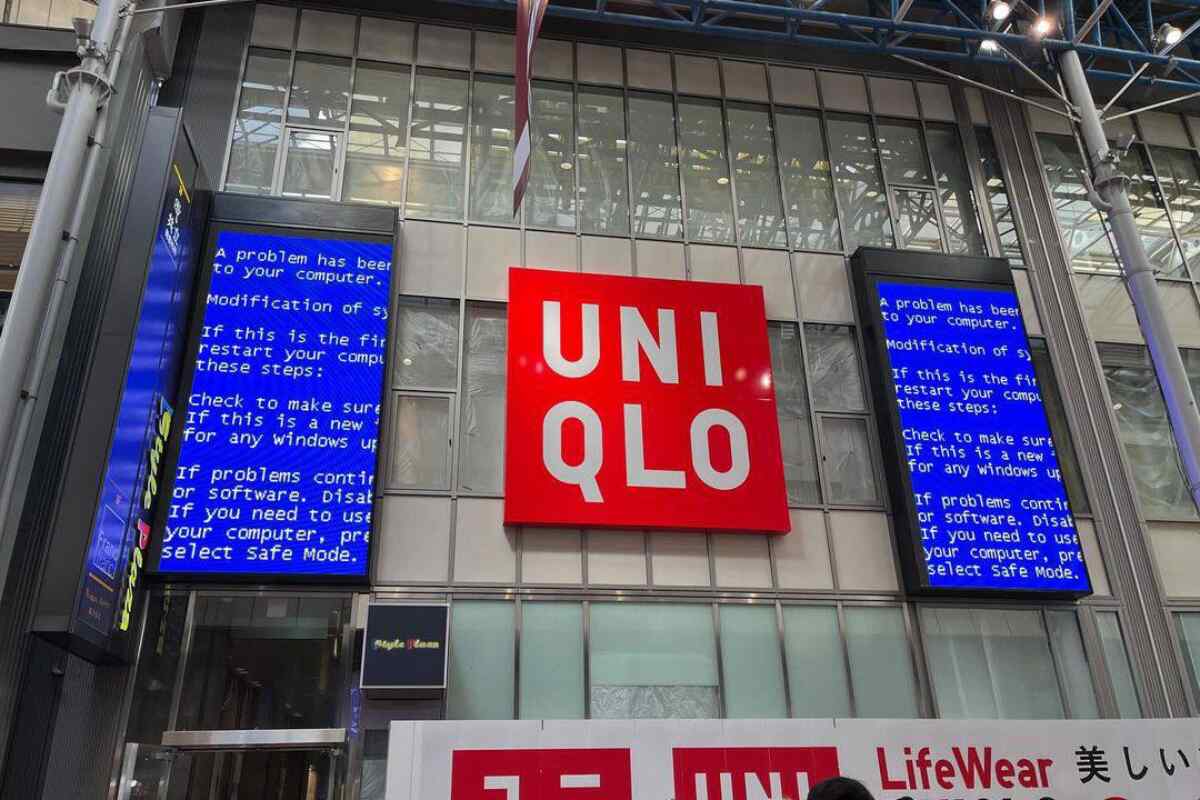 A problem has been
to your computer.
Modification of sy
If this is the fir
restart your compu
these steps:
Check to make sure
If this is a new
for any windows up
If problems contin
or software. Disab
If you need to use
your computer, pre
select Safe Mode.
UNI
QLO
A problem has been
to your computer.
Modification of sy
If this is the fir
restart your compu
these steps:
Check to make sure
If this is a new
for any windows up
If problems contin
or software. Disab
If you need to use
your computer, pre
select Safe Mode.
Style Plaza
Style Plaza
UNI
LifeWear 美しい